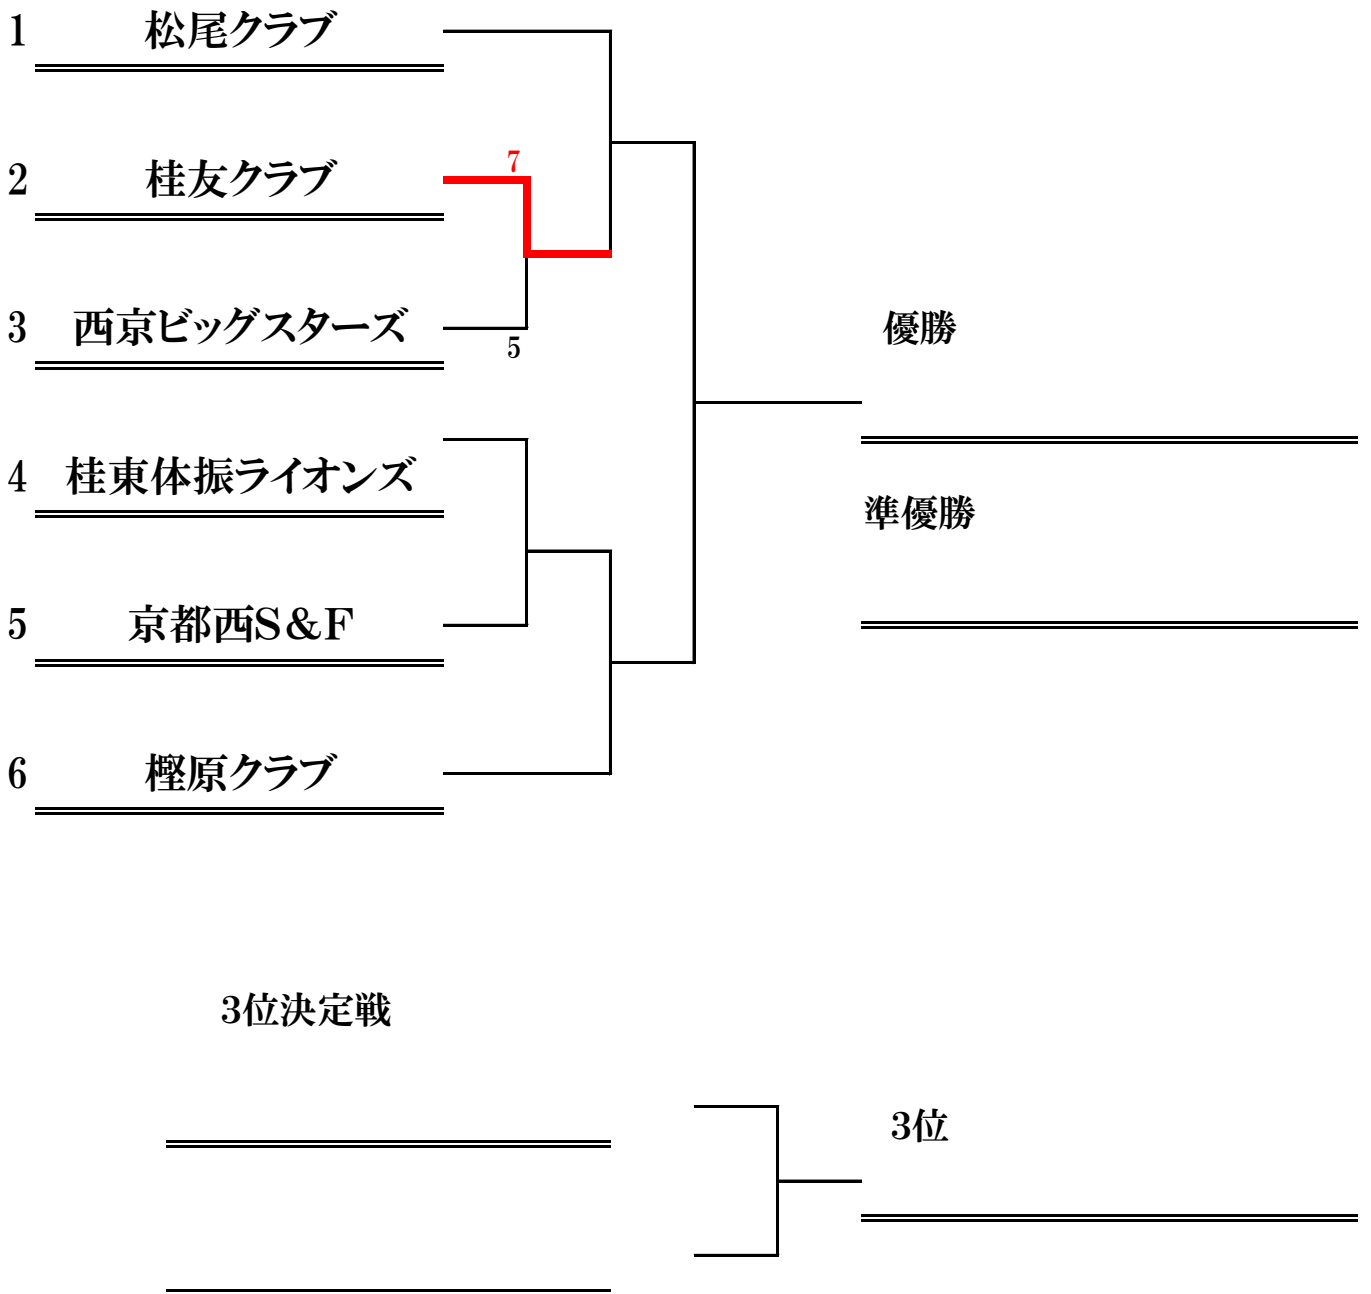 1 松尾クラブ
7
2 桂友クラブ
3 西京ビッグスターズ
5
優勝
4 桂東体振ライオンズ
準優勝
5 京都西S&F
6 樫原クラブ
3位決定戦
3位